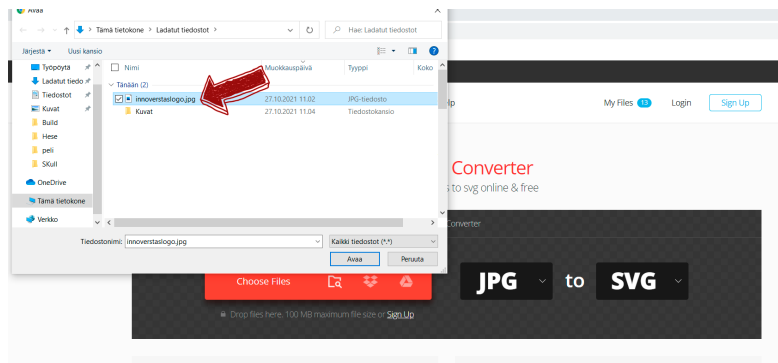 Avaa
Tämä tietokone > Ladatut tiedostot >
Hae: Ladatut tiedostot
Järjestä
Uusi kansio
Työpöytä
Ladatut tiedo
Tiedostot
Kuvat
Build
Hese
peli
SKull
OneDrive
Tämä tietokone
Verkko
Nimi
Muokkauspäivä
Tyyppi
Koko
Tänään (2)
innoverstaslogo.jpg
27.10.2021 11.02
JPG-tiedosto
Kuvat
27.10.2021 11.04
Tiedostokansio
Tiedostonimi:
innoverstaslogo.jpg
Kaikki tiedostot (*.*)
Avaa
Peruuta
lp
My Files 13
Login
Sign Up
Converter
s to svg online & free
Converter
Choose Files
JPG
to
SVG
Drop files here. 100 MB maximum file size or Sign Up